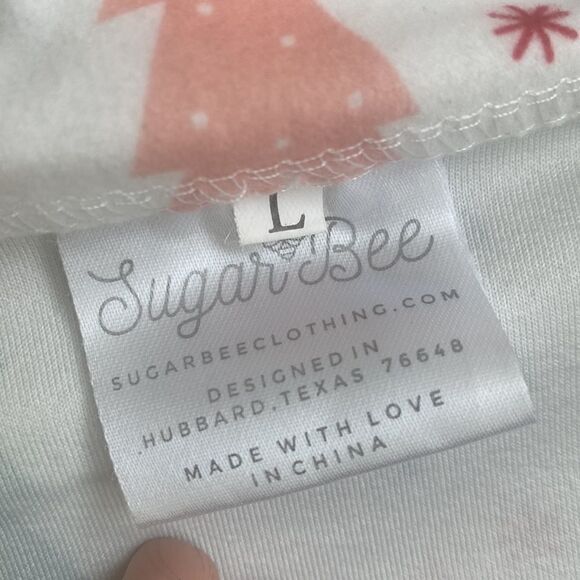 L
Sugar Bee
SUGARBEECLOTHING.COM
DESIGNED IN
HUBBARD, TEXAS 76648
MADE WITH LOVE
IN CHINA